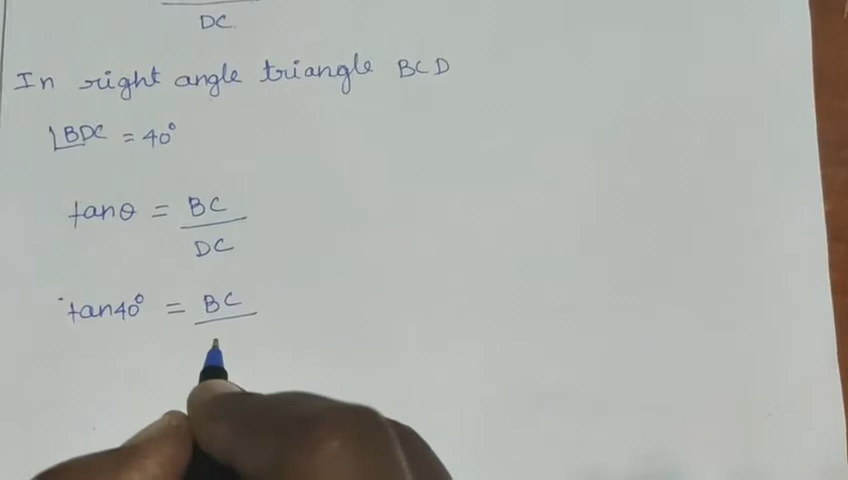 DC
In right angle triangle BCD
∠BDC = 40°
tanθ = BC
DC
tan40° = BC